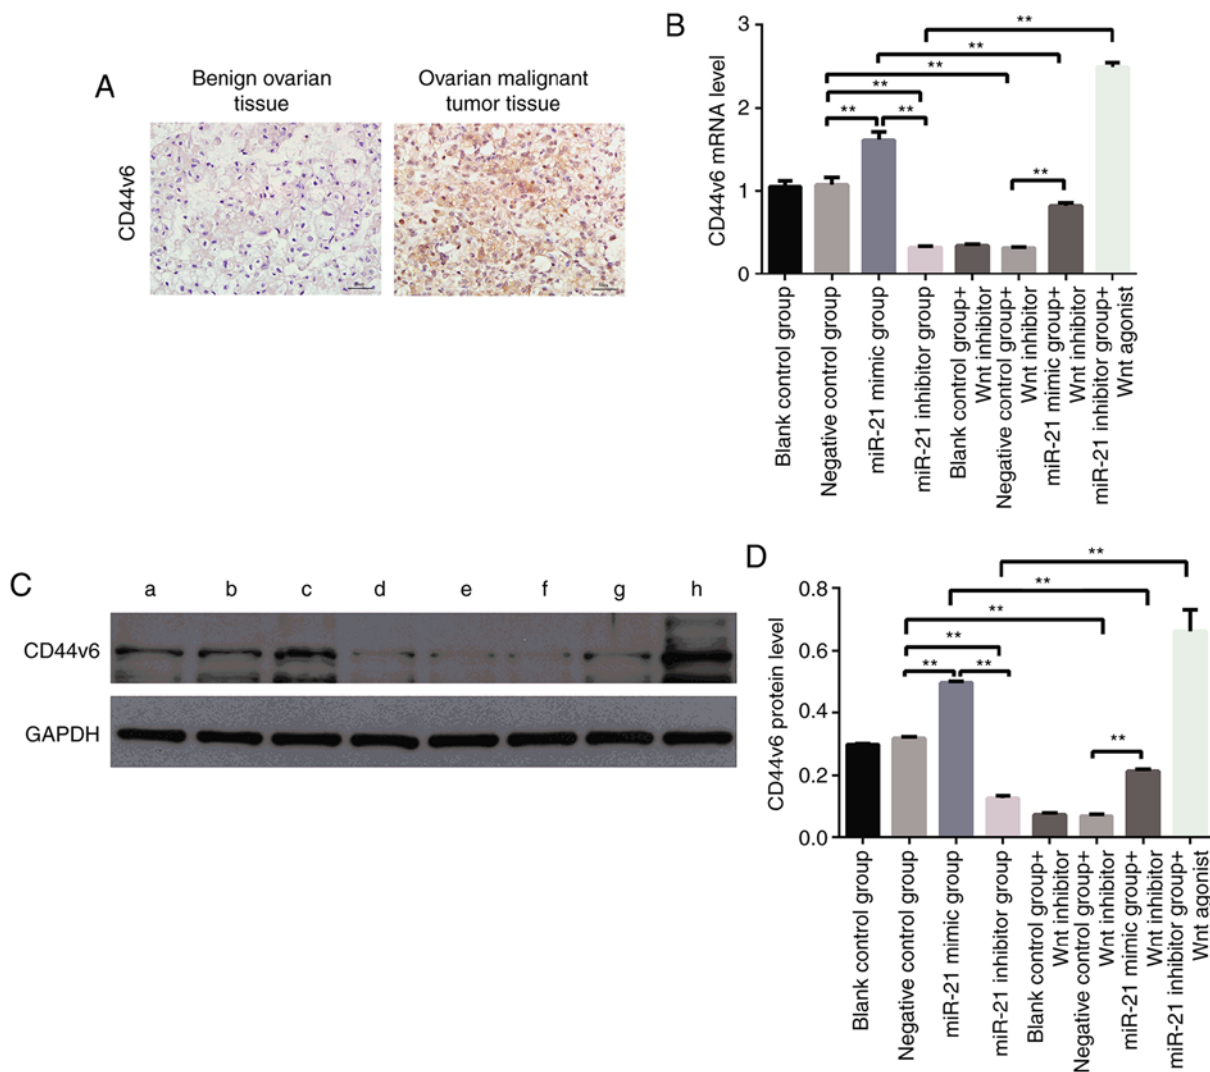 A
Benign ovarian
tissue
Ovarian malignant
tumor tissue
CD44v6
B
CD44v6 mRNA level
3
2
1
0
**
**
**
**
**
**
**
Blank control group
Negative control group
miR-21 mimic group
miR-21 inhibitor group
Blank control group+
Wnt inhibitor
Negative control group+
Wnt inhibitor
miR-21 mimic group+
Wnt inhibitor
miR-21 inhibitor group+
Wnt agonist
C
a b c d e f g h
CD44v6
GAPDH
D
CD44v6 protein level
0.8
0.6
0.4
0.2
0.0
**
**
**
**
**
**
**
Blank control group
Negative control group
miR-21 mimic group
miR-21 inhibitor group
Blank control group+
Wnt inhibitor
Negative control group+
Wnt inhibitor
miR-21 mimic group+
Wnt inhibitor
miR-21 inhibitor group+
Wnt agonist